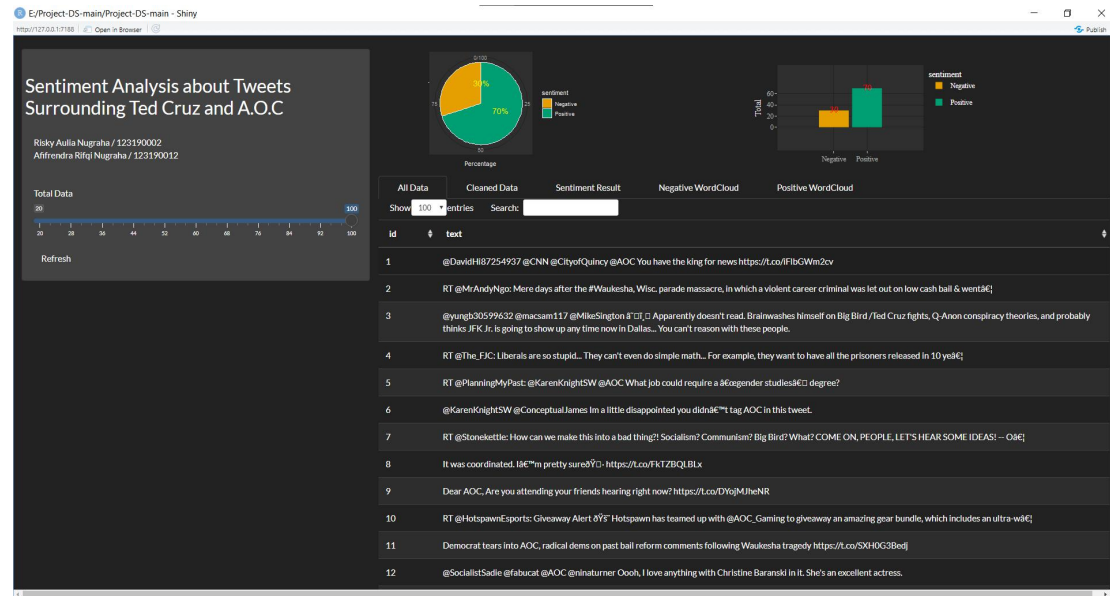 E:/Project-DS-main/Project-DS-main - Shiny
http://127.0.0.1:7188 Open in Browser
Publish
Sentiment Analysis about Tweets
Surrounding Ted Cruz and A.O.C
Risky Aulia Nugraha / 123190002
Afifrendra Rifqi Nugraha / 123190012
Total Data
20 100
20 28 36 44 52 60 68 76 84 92 100
Refresh
0/100
30%
75 25
70%
50
Percentage
sentiment
Negative
Positive
Total
60-
40-
20-
0-
30
70
Negative Positive
sentiment
Negative
Positive
All Data Cleaned Data Sentiment Result Negative WordCloud Positive WordCloud
Show 100 entries Search:
id text
1 @DavidHi87254937 @CNN @CityofQuincy @AOC You have the king for news https://t.co/iFlbGWm2cv
2 RT @MrAndyNgo: Mere days after the #Waukesha, Wisc. parade massacre, in which a violent career criminal was let out on low cash bail & wentâ€¦
3 @yungb30599632 @macsam117 @MikeSington Apparently doesn't read. Brainwashes himself on Big Bird /Ted Cruz fights, Q-Anon conspiracy theories, and probably
thinks JFK Jr. is going to show up any time now in Dallas... You can't reason with these people.
4 RT @The_FJC: Liberals are so stupid... They can't even do simple math... For example, they want to have all the prisoners released in 10 yeâ€¦
5 RT @PlanningMyPast: @KarenKnightSW @AOC What job could require a â€œgender studiesâ€□ degree?
6 @KarenKnightSW @ConceptualJames Im a little disappointed you didnâ€™t tag AOC in this tweet.
7 RT @Stonekettle: How can we make this into a bad thing?! Socialism? Communism? Big Bird? What? COME ON, PEOPLE, LET'S HEAR SOME IDEAS! -- Oâ€¦
8 It was coordinated. Iâ€™m pretty sure https://t.co/FkTZBQLBLx
9 Dear AOC, Are you attending your friends hearing right now? https://t.co/DYojMJheNR
10 RT @HotspawnEsports: Giveaway Alert Hotspawn has teamed up with @AOC_Gaming to giveaway an amazing gear bundle, which includes an ultra-wâ€¦
11 Democrat tears into AOC, radical dems on past bail reform comments following Waukesha tragedy https://t.co/SXH0G3Bedj
12 @SocialistSadie @fabucat @AOC @ninaturner Oooh, I love anything with Christine Baranski in it. She's an excellent actress.